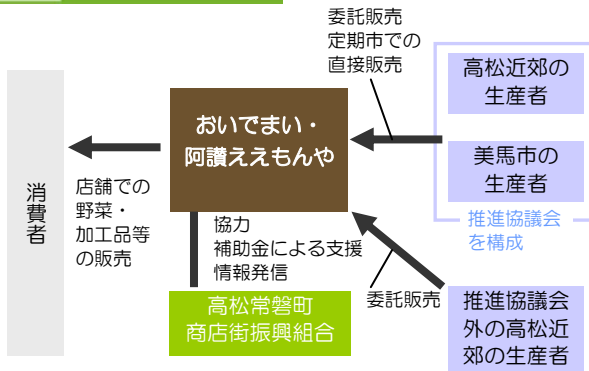 委託販売
定期市での
直接販売
高松近郊の
生産者
おいでまい・
阿讃ええもんや
美馬市の
生産者
推進協議会
を構成
消費者
店舗での
野菜・
加工品等
の販売
協力
補助金による支援
情報発信
委託販売
高松常磐町
商店街振興組合
推進協議会
外の高松近
郊の生産者